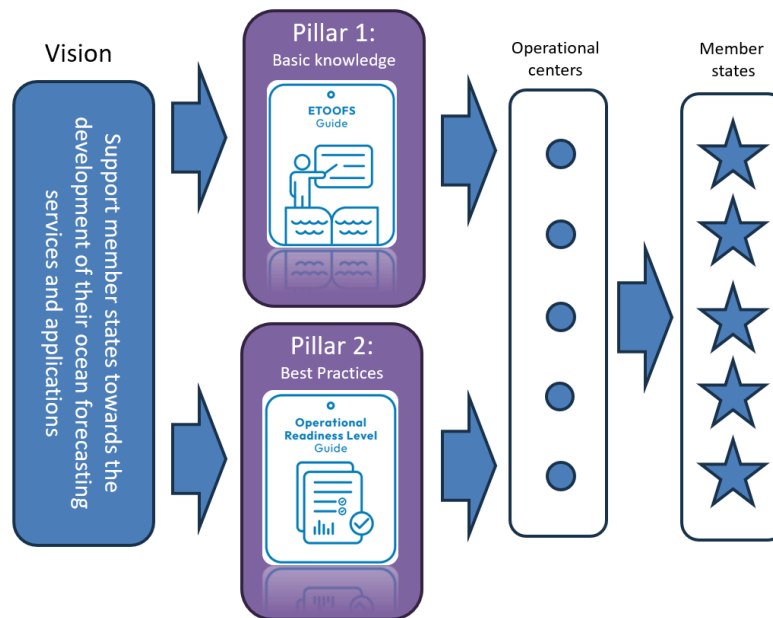 Vision
Support member states towards the
development of their ocean forecasting
services and applications
Pillar 1:
Basic knowledge
ETOOFS
Guide
Pillar 2:
Best Practices
Operational
Readiness Level
Guide
Operational
centers
Member
states